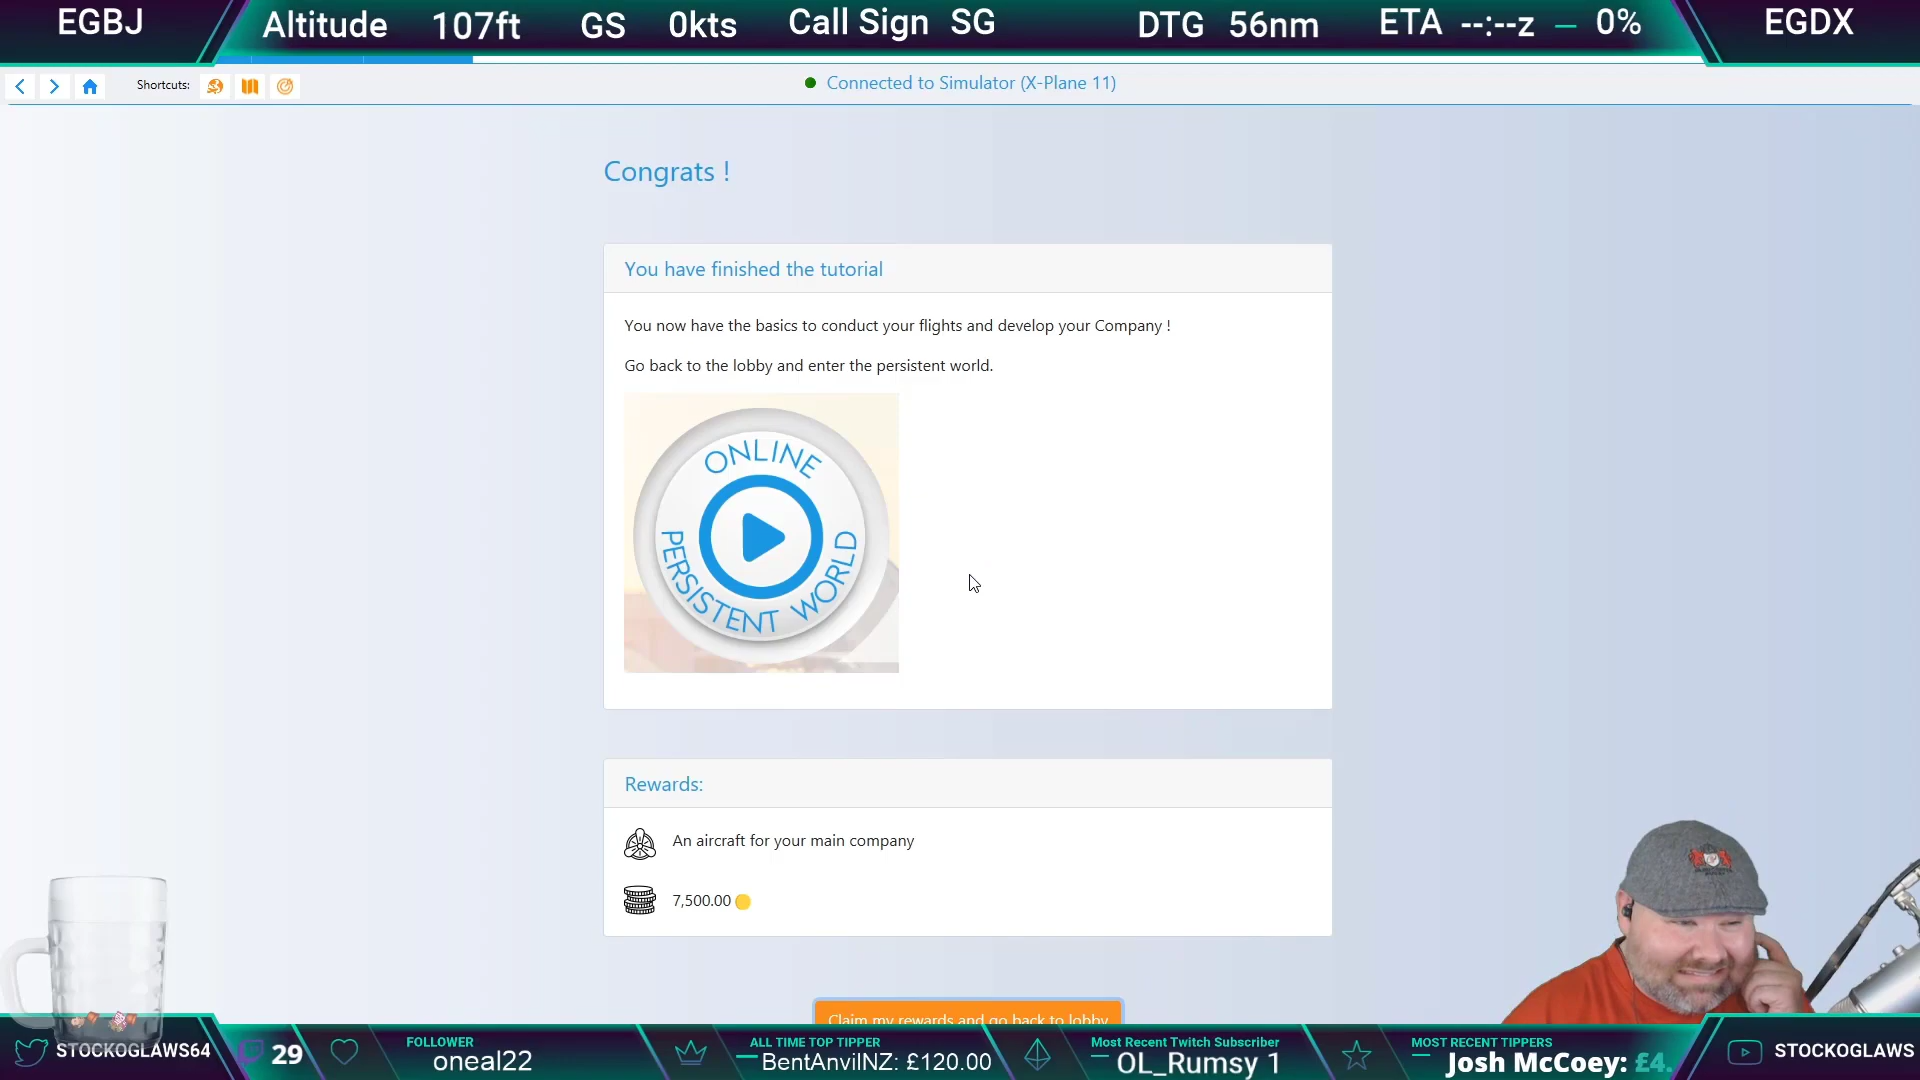 EGBJ
Altitude 107ft GS 0kts Call Sign SG DTG 56nm ETA --:--z — 0%
EGDX
Shortcuts:
Connected to Simulator (X-Plane 11)
Congrats !
You have finished the tutorial
You now have the basics to conduct your flights and develop your Company !
Go back to the lobby and enter the persistent world.
ONLINE
PERSISTENT WORLD
Rewards:
An aircraft for your main company
7,500.00
Claim my rewards and go back to lobby
STOCKOGLAWS64
29
FOLLOWER
oneal22
ALL TIME TOP TIPPER
BentAnvilNZ: £120.00
Most Recent Twitch Subscriber
OL_Rumsy 1
MOST RECENT TIPPERS
Josh McCoey: £4.
STOCKOGLAWS